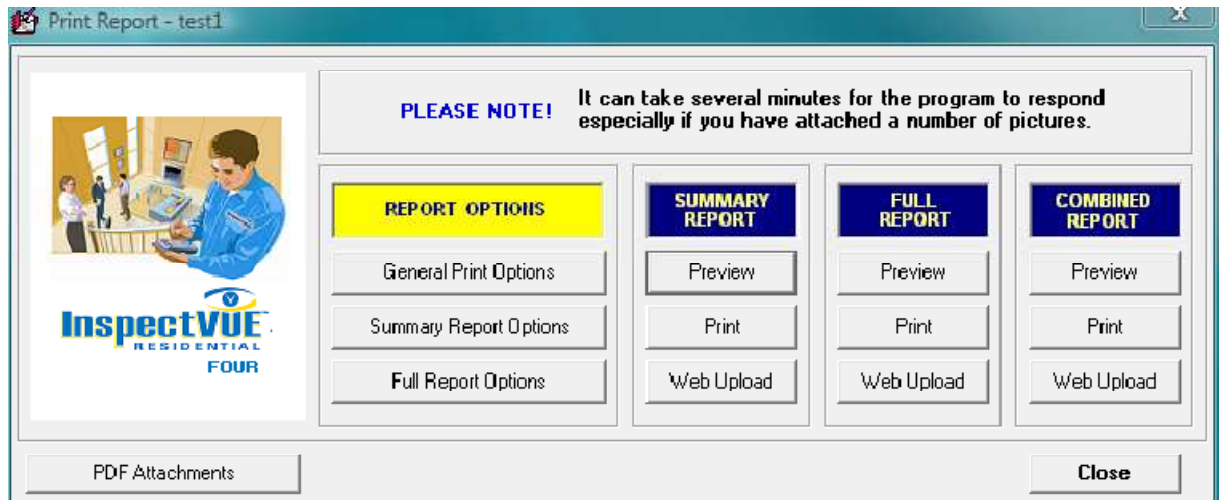 Print Report - test1
X
PLEASE NOTE!
It can take several minutes for the program to respond
especially if you have attached a number of pictures.
InspectVUE
RESIDENTIAL
FOUR
REPORT OPTIONS
General Print Options
Summary Report Options
Full Report Options
SUMMARY
REPORT
Preview
Print
Web Upload
FULL
REPORT
Preview
Print
Web Upload
COMBINED
REPORT
Preview
Print
Web Upload
PDF Attachments
Close